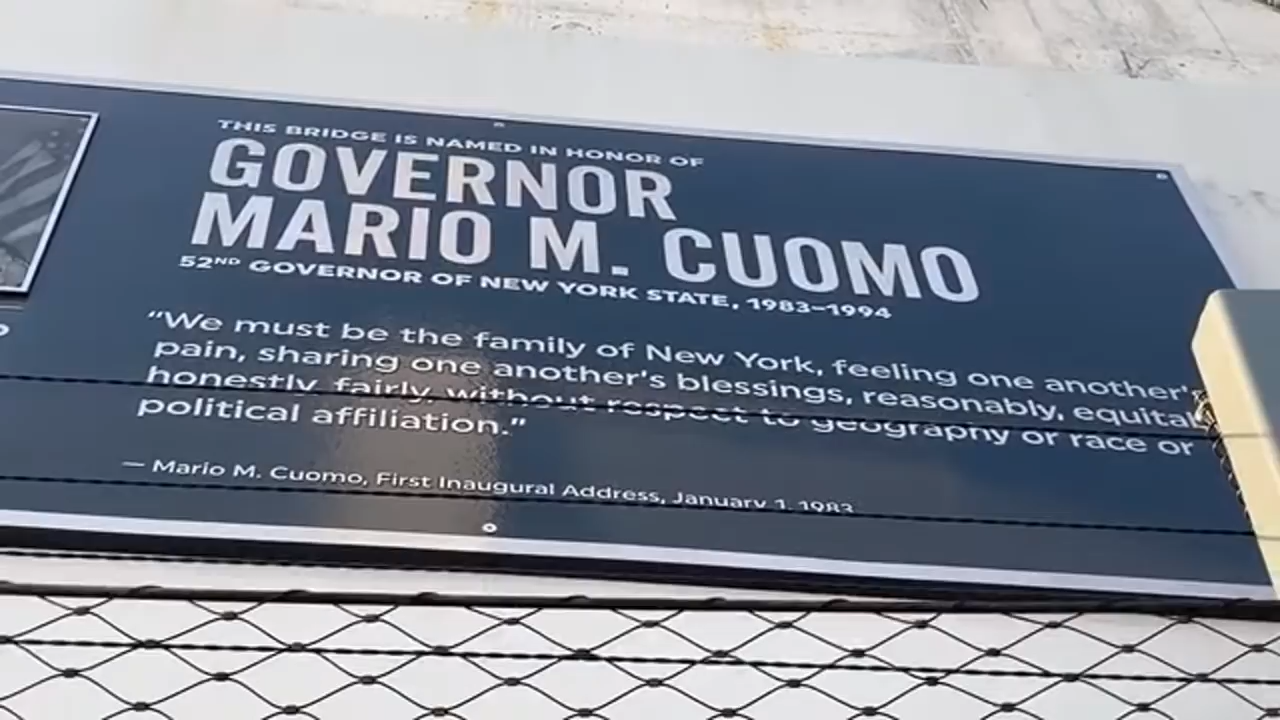 THIS BRIDGE IS NAMED IN HONOR OF
GOVERNOR
MARIO M. CUOMO
52ND GOVERNOR OF NEW YORK STATE, 1983–1994
“We must be the family of New York, feeling one another's
pain, sharing one another's blessings, reasonably,
honestly, fairly, without respect to geography or race or
political affiliation.”
— Mario M. Cuomo, First Inaugural Address, January 1, 1983